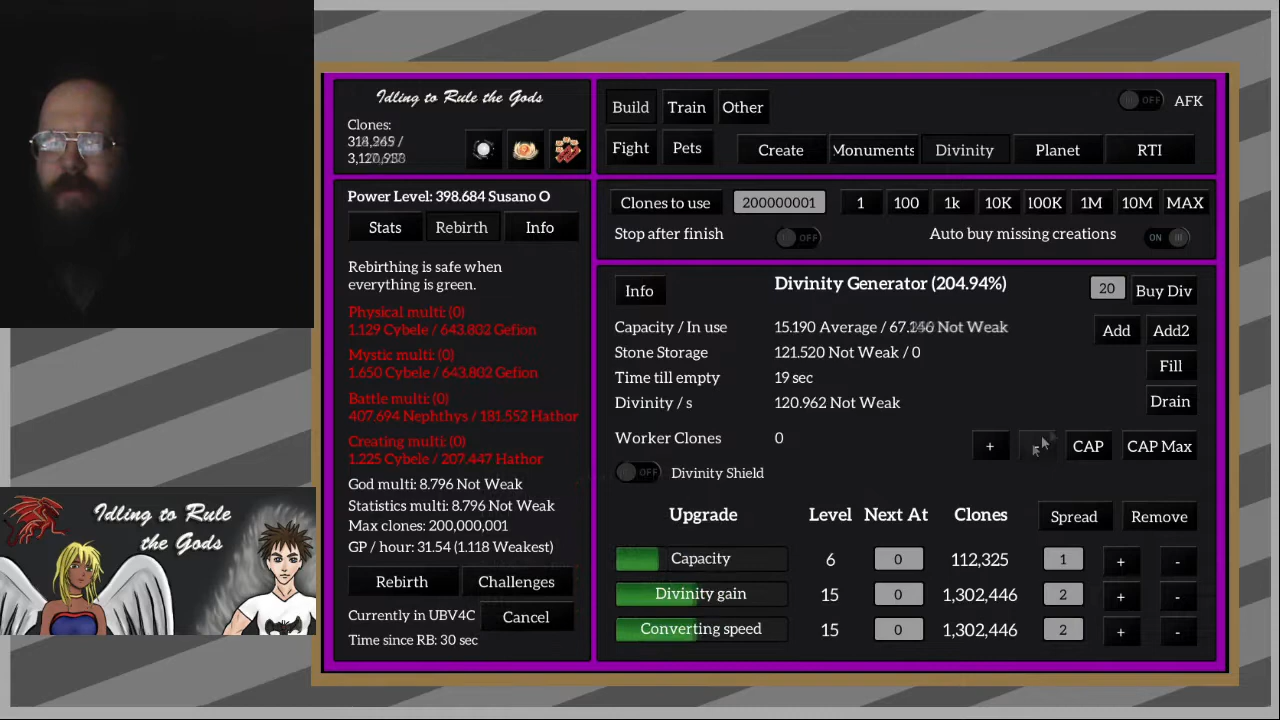 Idling to Rule the Gods
Clones:
/
Power Level: 398.684 Susano O
Stats Rebirth Info
Rebirthing is safe when
everything is green.
Physical multi: (0)
1.129 Cybele / 643.802 Gefion
Mystic multi: (0)
1.650 Cybele / 643.802 Gefion
Battle multi: (0)
407.694 Nephthys / 181.552 Hathor
Creating multi: (0)
1.225 Cybele / 207.447 Hathor
God multi: 8.796 Not Weak
Statistics multi: 8.796 Not Weak
Max clones: 200,000,001
GP / hour: 31.54 (1.118 Weakest)
Rebirth Challenges
Currently in UBV4C Cancel
Time since RB: 30 sec
Build Train Other OFF AFK
Fight Pets Create Monuments Divinity Planet RTI
Clones to use 200000001 1 100 1k 10K 100K 1M 10M MAX
Stop after finish OFF Auto buy missing creations ON
Info Divinity Generator (204.94%) 20 Buy Div
Capacity / In use 15.190 Average / Not Weak Add Add2
Stone Storage 121.520 Not Weak / 0 Fill
Time till empty 19 sec
Divinity / s 120.962 Not Weak Drain
Worker Clones 0 + - CAP CAP Max
OFF Divinity Shield
Upgrade Level Next At Clones Spread Remove
Capacity 6 0 112,325 1 + -
Divinity gain 15 0 1,302,446 2 + -
Converting speed 15 0 1,302,446 2 + -
Idling to Rule
the Gods